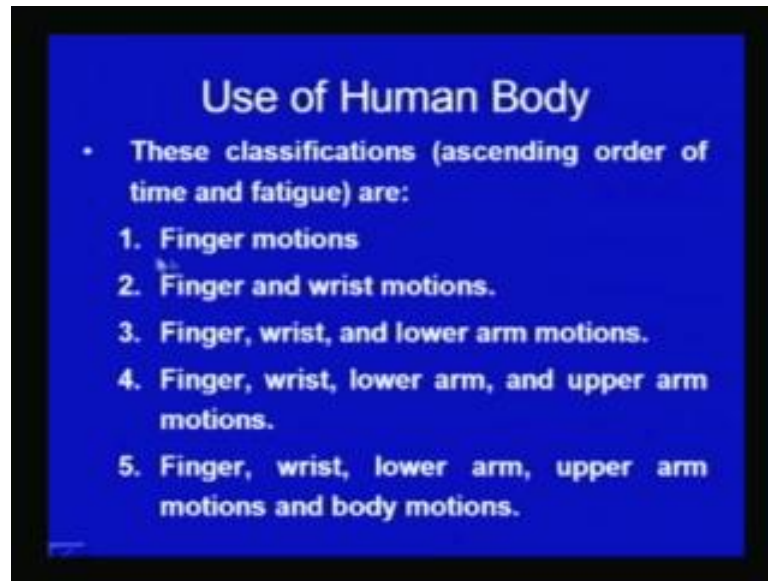 Use of Human Body
• These classifications (ascending order of
time and fatigue) are:
1. Finger motions
2. Finger and wrist motions.
3. Finger, wrist, and lower arm motions.
4. Finger, wrist, lower arm, and upper arm
motions.
5. Finger, wrist, lower arm, upper arm
motions and body motions.